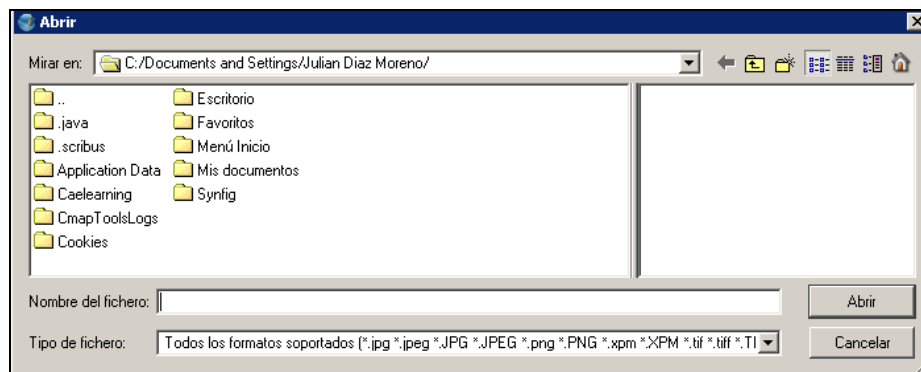 Abrir
Mirar en: C:/Documents and Settings/Julian Diaz Moreno/
..
.java
.scribus
Application Data
Caelearning
CmapToolsLogs
Cookies
Escritorio
Favoritos
Menú Inicio
Mis documentos
Synfig
Nombre del fichero:
Abrir
Tipo de fichero: Todos los formatos soportados (*.jpg *.jpeg *.JPG *.JPEG *.png *.PNG *.xpm *.XPM *.tif *.tiff *.TI
Cancelar